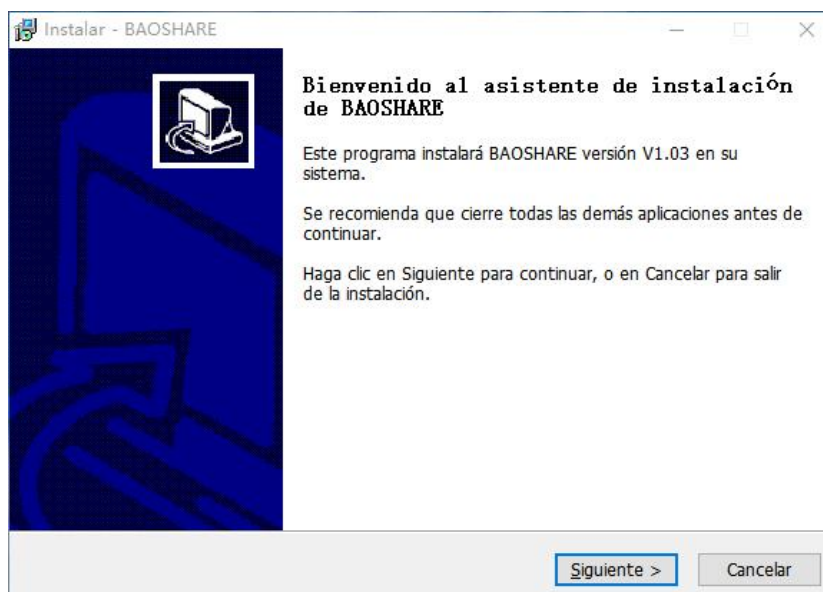 Instalar - BAOSHARE
Bienvenido al asistente de instalación
de BAOSHARE
Este programa instalará BAOSHARE versión V1.03 en su
sistema.
Se recomienda que cierre todas las demás aplicaciones antes de
continuar.
Haga clic en Siguiente para continuar, o en Cancelar para salir
de la instalación.
Siguiente >
Cancelar